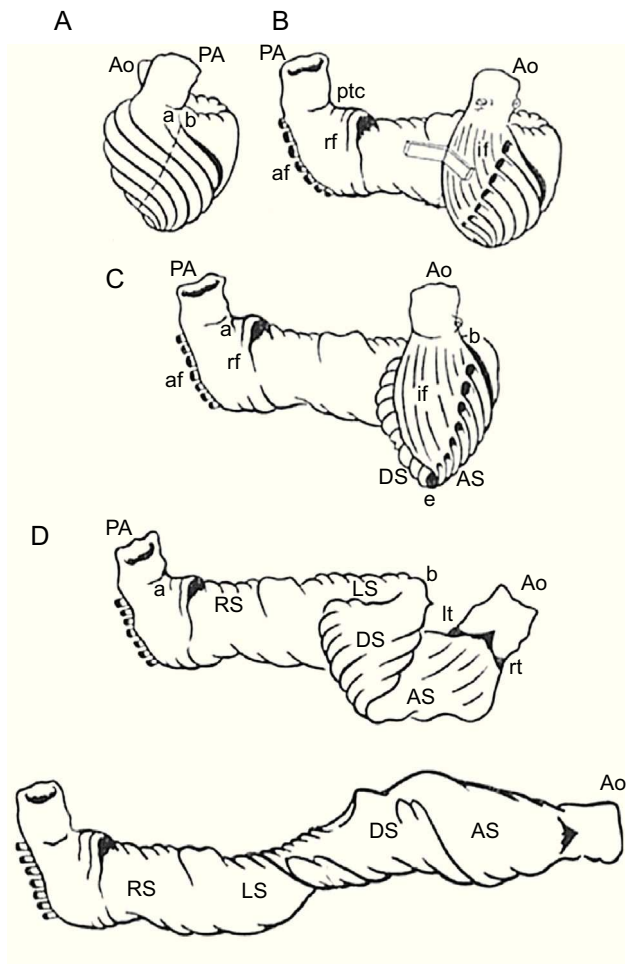 A
B
Ao
PA
a
b
PA
ptc
rf
af
Ao
if
C
PA
a
rf
af
Ao
b
if
DS
AS
e
D
PA
a
RS
LS
b
DS
AS
lt
Ao
rt
RS
LS
DS
AS
Ao